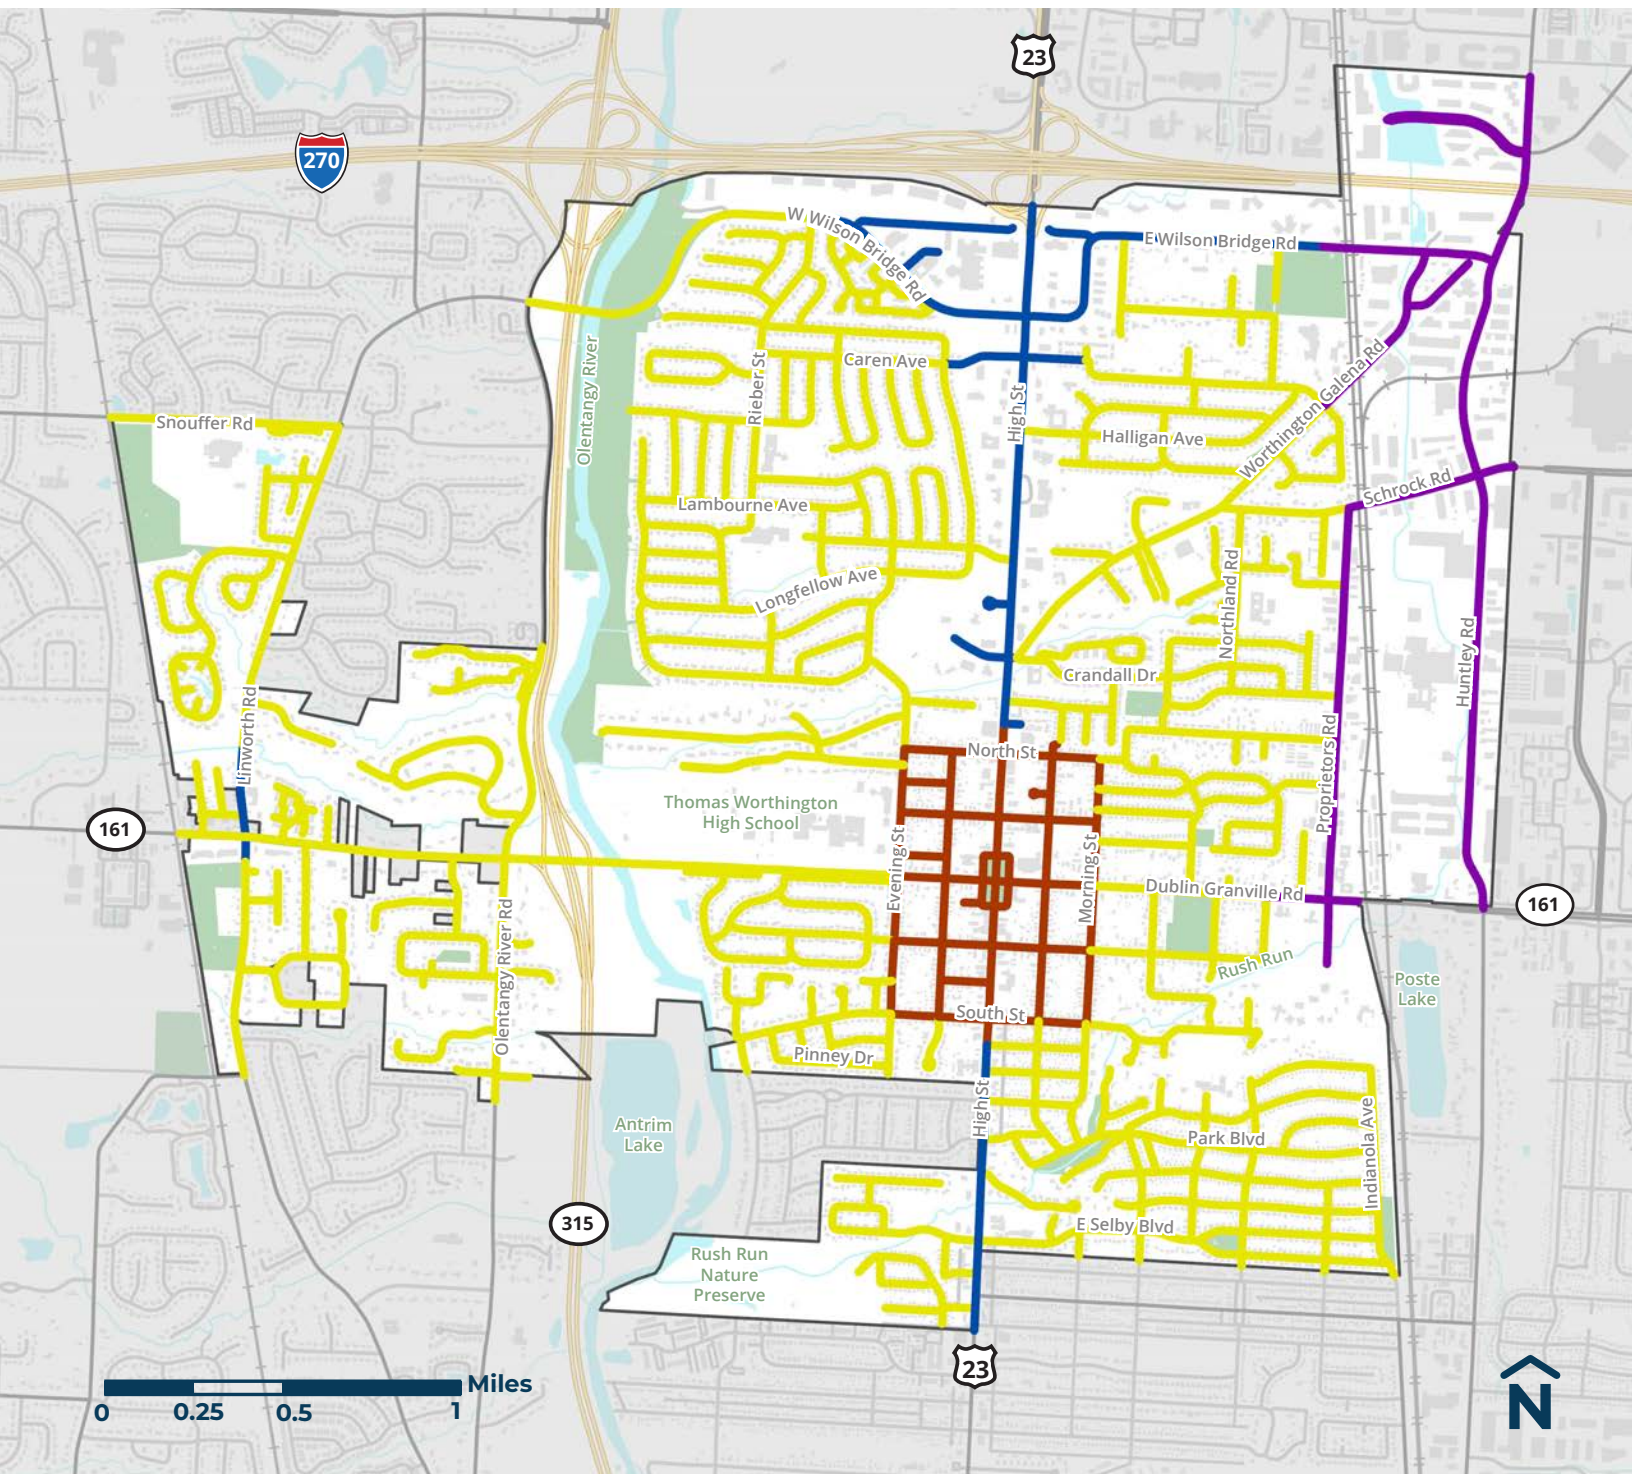 23
270
W Wilson Bridge Rd
E Wilson Bridge Rd
Olentangy River
Rieber St
Caren Ave
High St
Worthington Galena Rd
Snouffer Rd
Halligan Ave
Schrock Rd
Lambourne Ave
Longfellow Ave
Northland Rd
Crandall Dr
Huntley Rd
Linworth Rd
North St
Proprietors Rd
161
Thomas Worthington
High School
Evening St
Morning St
Dublin Granville Rd
161
Olentangy River Rd
Rush Run
Poste
Lake
South St
Pinney Dr
High St
Antrim
Lake
Park Blvd
Indianola Ave
315
E Selby Blvd
Rush Run
Nature
Preserve
23
Miles
0 0.25 0.5 1
N